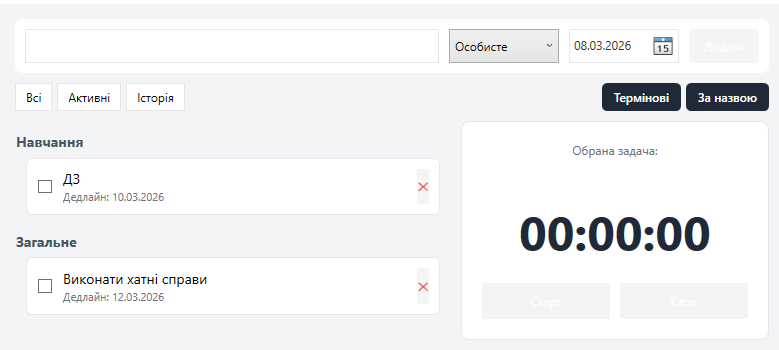 Особисте 08.03.2026 15 Додати
Всі Активні Історія Термінові За назвою
Навчання
ДЗ
Дедлайн: 10.03.2026
Загальне
Виконати хатні справи
Дедлайн: 12.03.2026
Обрана задача:
00:00:00
Старт Стоп